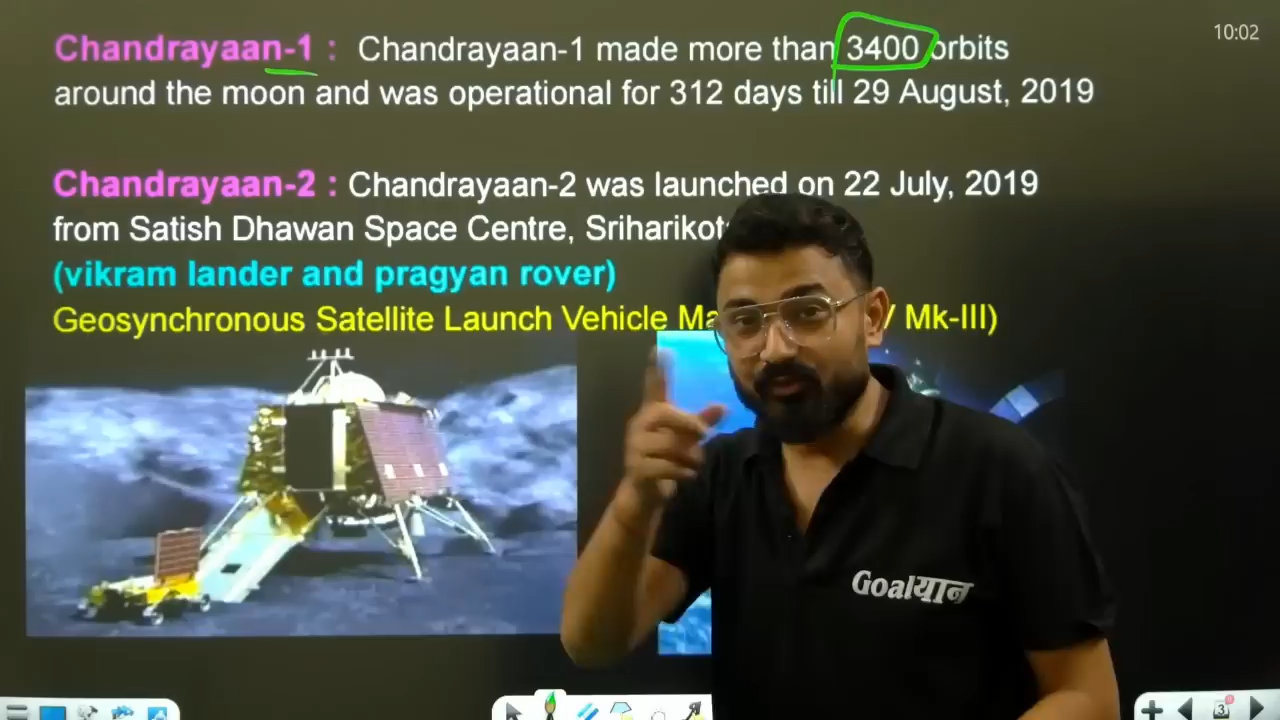 10:02
Chandrayaan-1 : Chandrayaan-1 made more than 3400 orbits
around the moon and was operational for 312 days till 29 August, 2019
Chandrayaan-2 : Chandrayaan-2 was launched on 22 July, 2019
from Satish Dhawan Space Centre,
(vikram lander and pragyan rover)
Geosynchronous Satellite Launch Vehicle Mk-III)
Goalयान
3